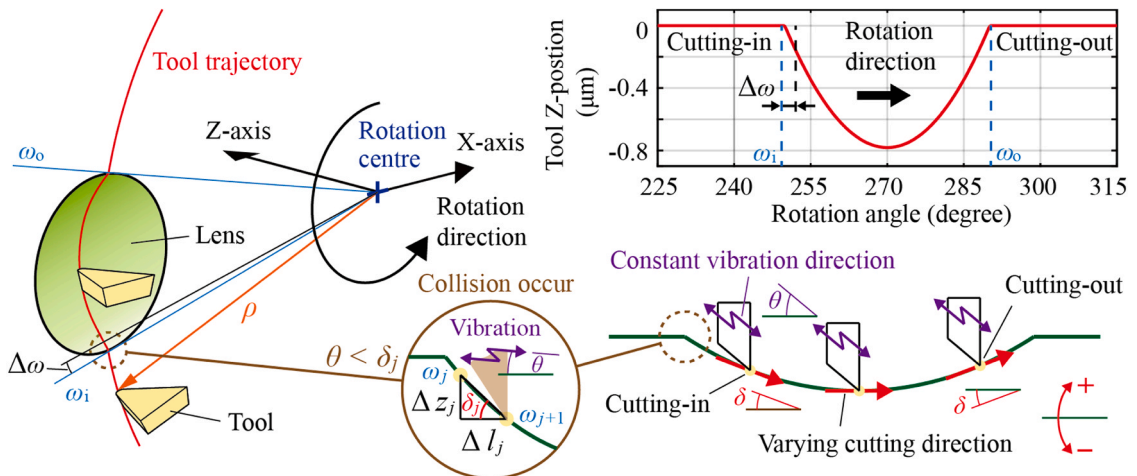 Tool trajectory
Z-axis
Rotation
centre
X-axis
ωo
Lens
Rotation
direction
ρ
Δω
ωi
Tool
Tool Z-postion
(μm)
0
-0.4
-0.8
Cutting-in
Rotation
direction
Cutting-out
Δω
ωi
ωo
225
240
255
270
285
300
315
Rotation angle (degree)
Collision occur
Vibration
θ < δj
θ
ωj
Δ zj
δj
ωj+1
Δ lj
Constant vibration direction
θ
Cutting-out
Cutting-in
δ
δ
Varying cutting direction
+
−